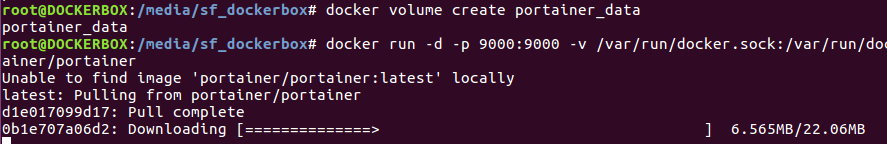 root@DOCKERBOX:/media/sf_dockerbox# docker volume create portainer_data
portainer_data
root@DOCKERBOX:/media/sf_dockerbox# docker run -d -p 9000:9000 -v /var/run/docker.sock:/var/run/doc
ainer/portainer
Unable to find image 'portainer/portainer:latest' locally
latest: Pulling from portainer/portainer
d1e017099d17: Pull complete
0b1e707a06d2: Downloading [==============> ] 6.565MB/22.06MB